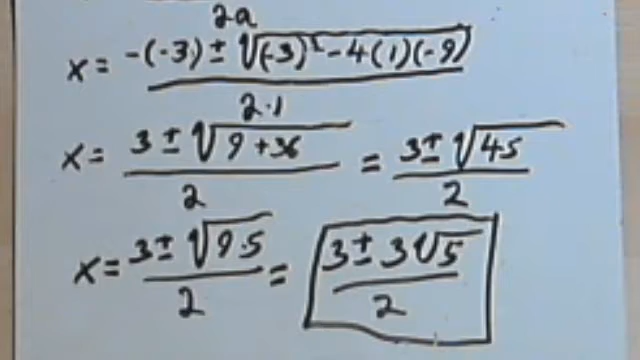 2a
x = -(-3) ± √(-3)² - 4(1)(-9) / 2·1
x = 3 ± √9 + 36 / 2 = 3 ± √45 / 2
x = 3 ± √9·5 / 2 = 3 ± 3√5 / 2